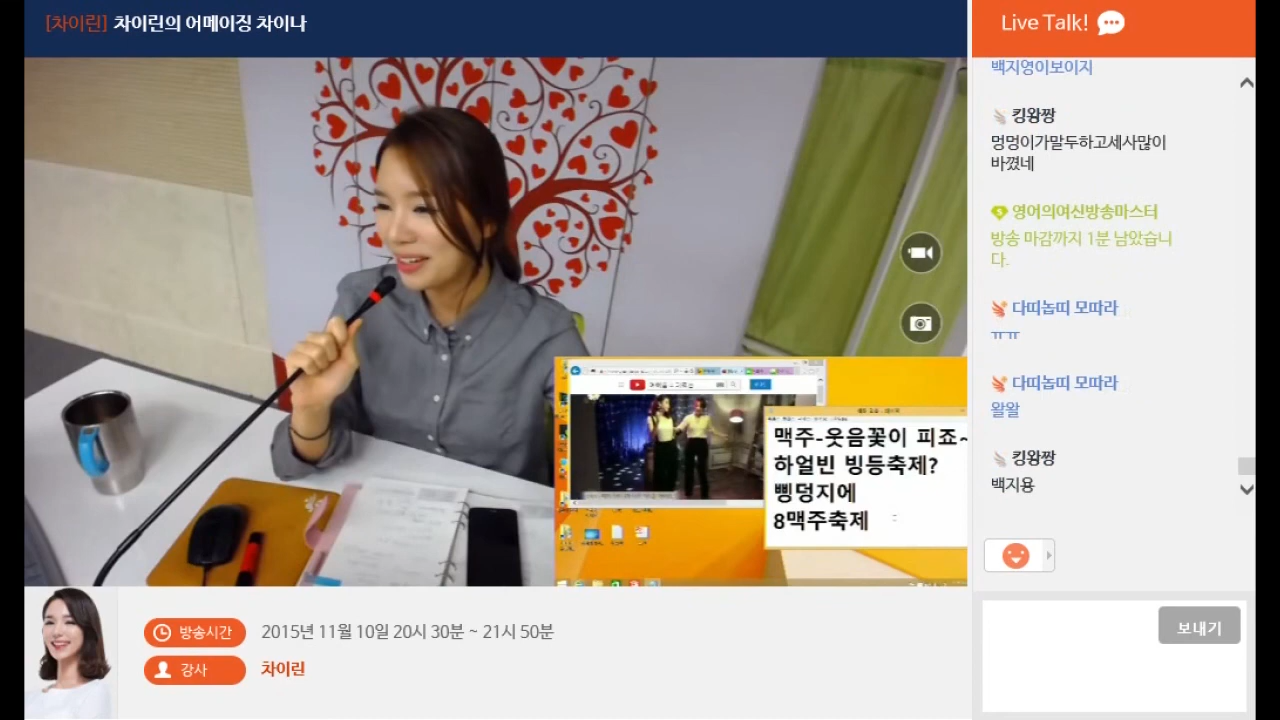 [차이린] 차이린의 어메이징 차이나
Live Talk!
백지영이보이지
킹왕짱
멍멍이가말두하고세사많이
바꼈네
영어의여신방송마스터
방송 마감까지 1분 남았습니
다.
다띠놉띠 모따라
ㅠㅠ
다띠놉띠 모따라
왈왈
킹왕짱
백지용
맥주-웃음꽃이 피죠~
하얼빈 빙등축제?
삥덩지에
8맥주축제
보내기
방송시간 2015년 11월 10일 20시 30분 ~ 21시 50분
강사 차이린